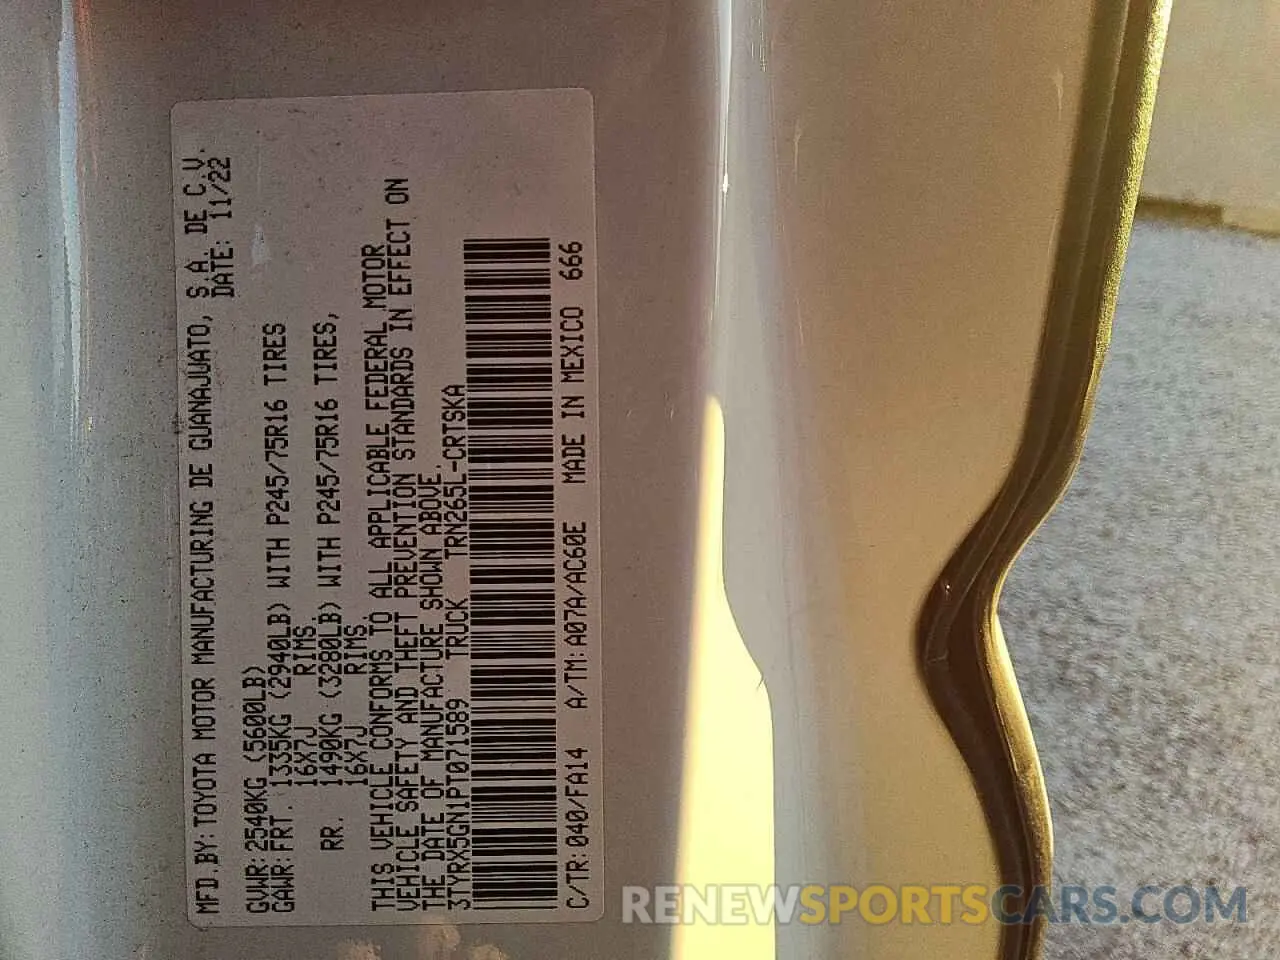 MFD.BY:TOYOTA MOTOR MANUFACTURING DE GUANAJUATO, S.A. DE C.V.
DATE: 11/22
GVWR:2540KG (5600LB)
GAWR:FRT. 1335KG (2940LB) WITH P245/75R16 TIRES
16X7J RIMS
RR. 1490KG (3280LB) WITH P245/75R16 TIRES,
16X7J RIMS
THIS VEHICLE CONFORMS TO ALL APPLICABLE FEDERAL MOTOR
VEHICLE SAFETY AND THEFT PREVENTION STANDARDS IN EFFECT ON
THE DATE OF MANUFACTURE SHOWN ABOVE.
3TYRX5GN1PT071589 TRUCK TRN265L-CRTSKA
C/TR:040/FA14 A/TM:A07A/AC60E MADE IN MEXICO 666
RENEWSPORTSCARS.COM